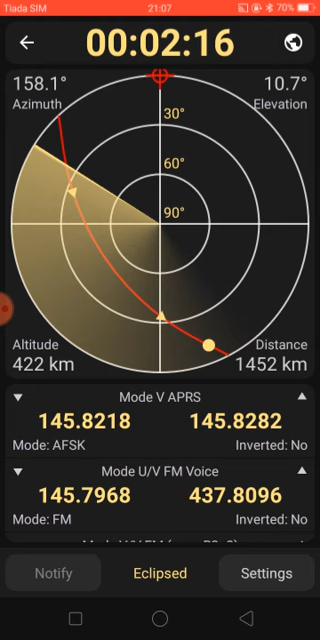 Tiada SIM 21:07 70%
00:02:16
158.1° 10.7°
Azimuth Elevation
30°
60°
90°
Altitude Distance
422 km 1452 km
Mode V APRS
145.8218 145.8282
Mode: AFSK Inverted: No
Mode U/V FM Voice
145.7968 437.8096
Mode: FM Inverted: No
Notify Eclipsed Settings